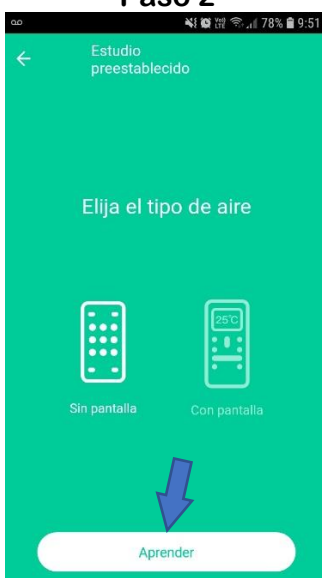 Paso 2
78% 9:51
Estudio
preestablecido
Elija el tipo de aire
25°C
Sin pantalla
Con pantalla
Aprender